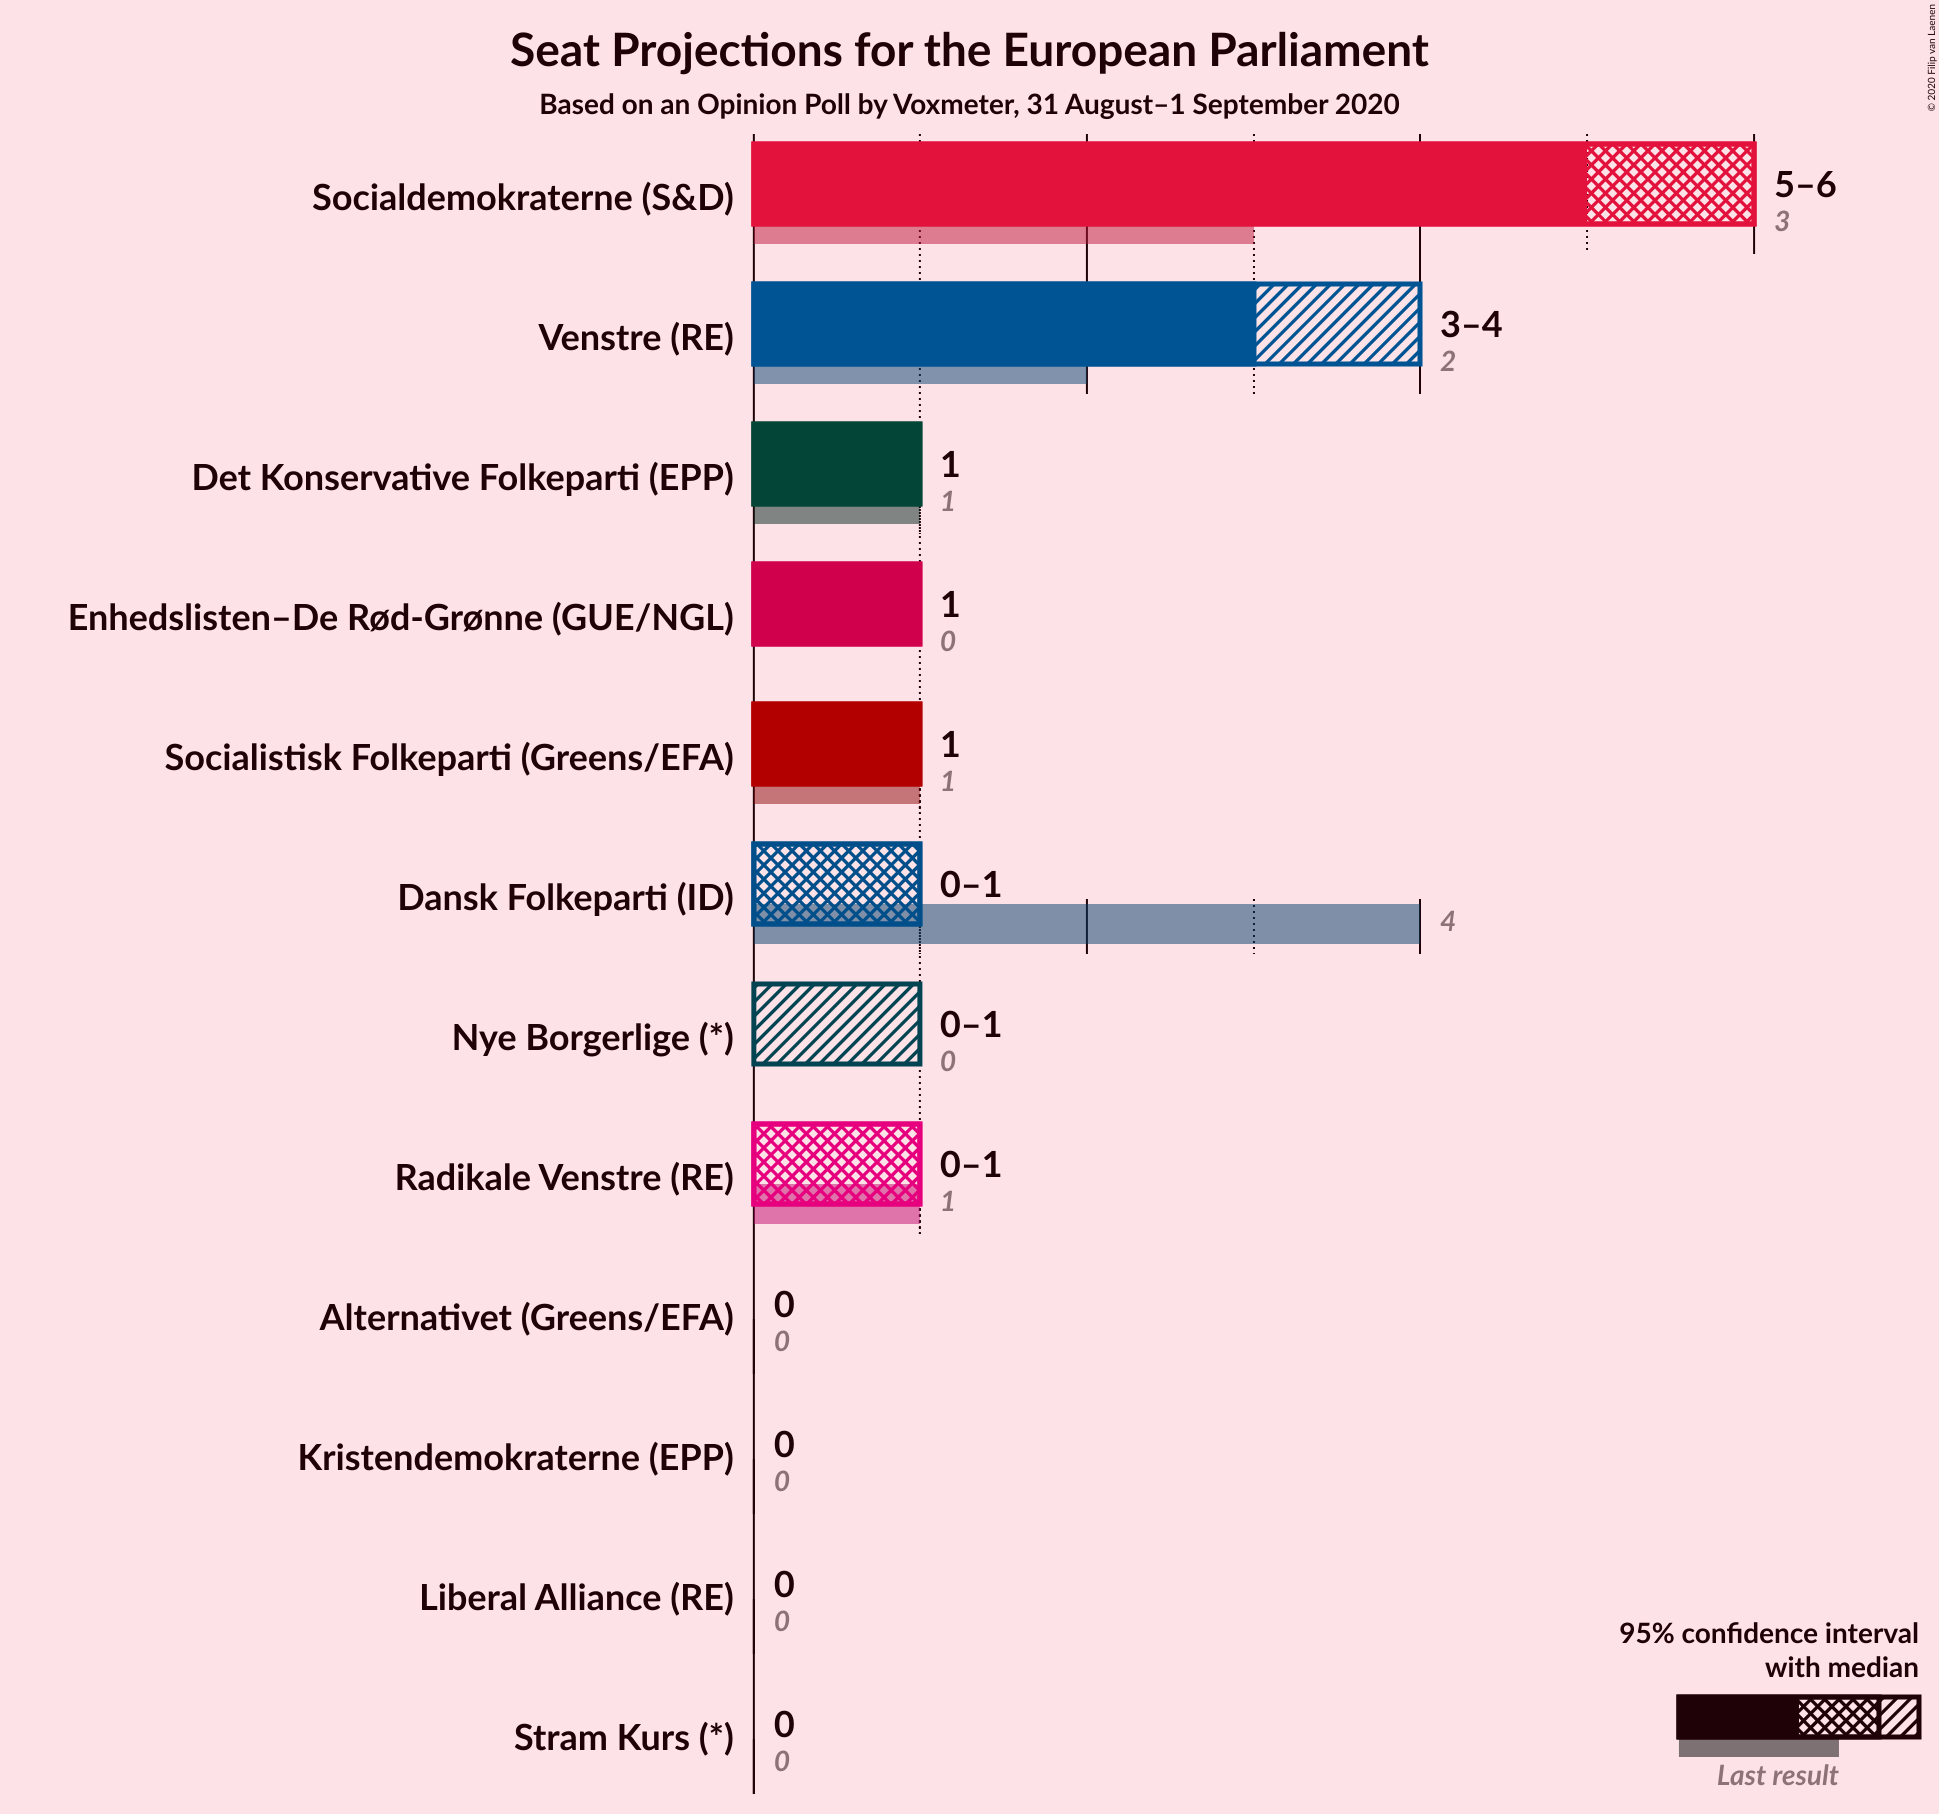 Seat Projections for the European Parliament
Based on an Opinion Poll by Voxmeter, 31 August–1 September 2020
© 2020 Filip van Laenen
Socialdemokraterne (S&D)
5–6
3
Venstre (RE)
3–4
2
Det Konservative Folkeparti (EPP)
1
1
Enhedslisten–De Rød-Grønne (GUE/NGL)
1
0
Socialistisk Folkeparti (Greens/EFA)
1
1
Dansk Folkeparti (ID)
0–1
4
Nye Borgerlige (*)
0–1
0
Radikale Venstre (RE)
0–1
1
Alternativet (Greens/EFA)
0
0
Kristendemokraterne (EPP)
0
0
Liberal Alliance (RE)
0
0
Stram Kurs (*)
0
0
95% confidence interval
with median
Last result